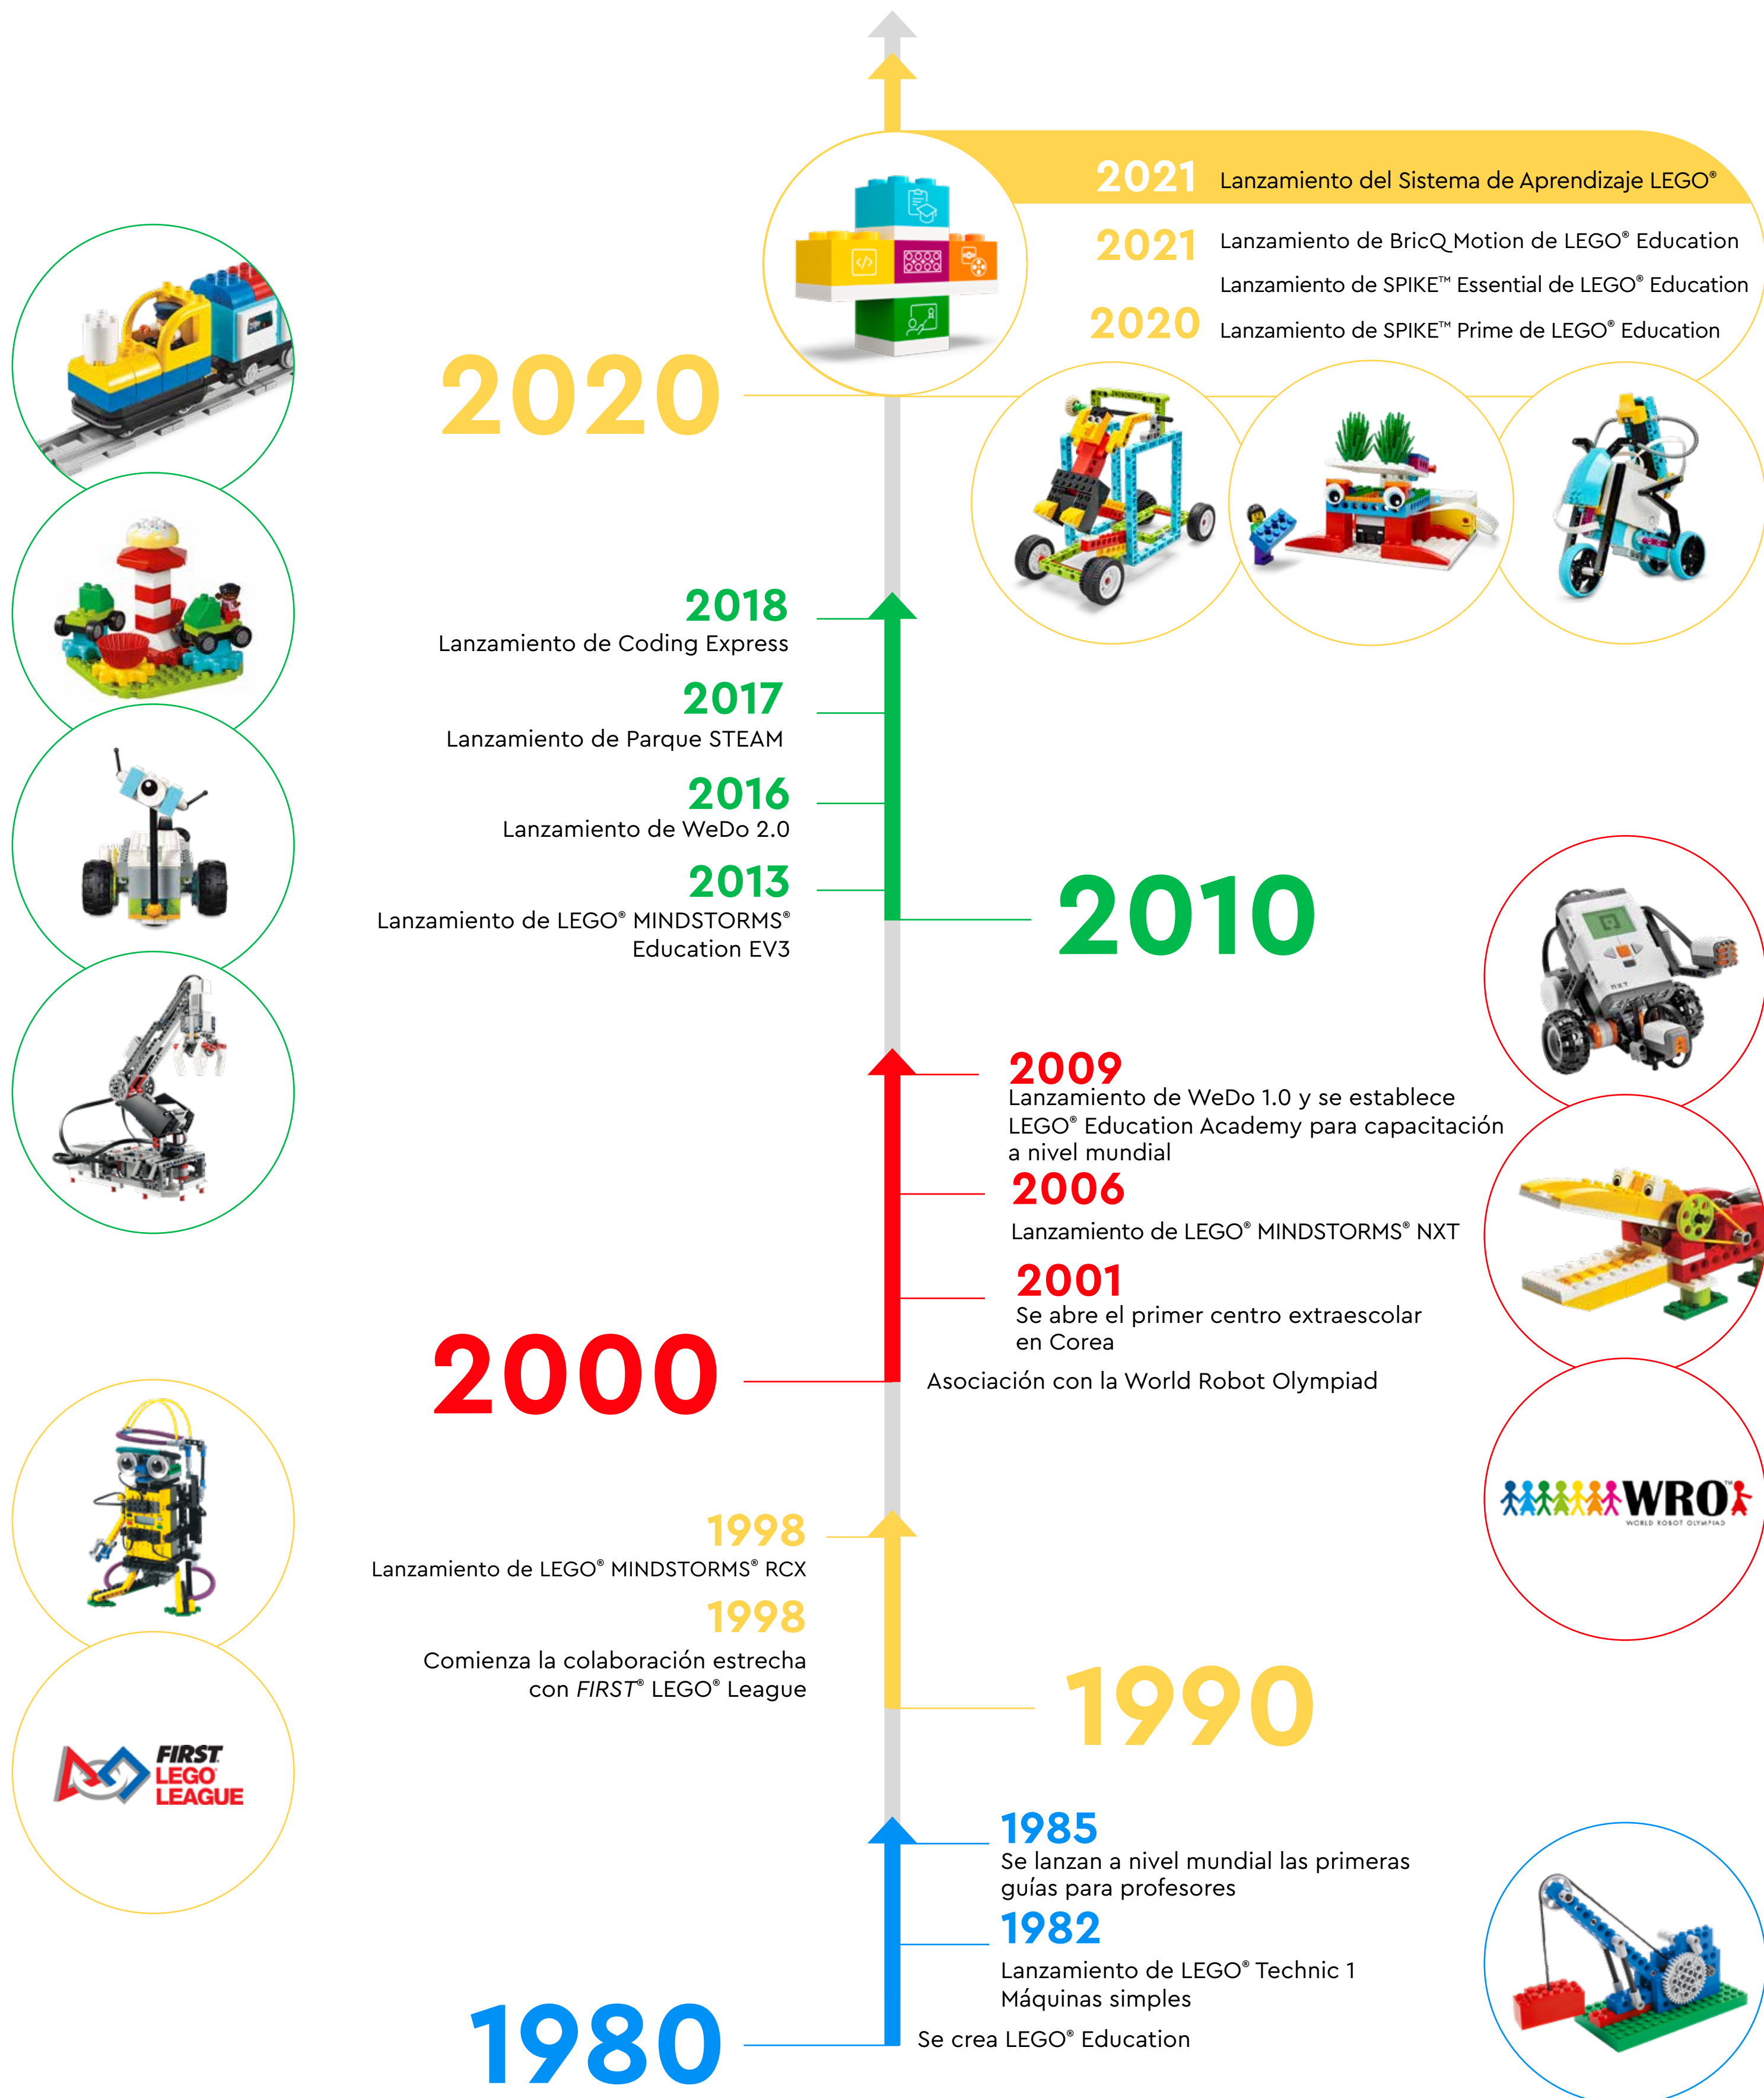 2021 Lanzamiento del Sistema de Aprendizaje LEGO®
2021 Lanzamiento de BricQ Motion de LEGO® Education
Lanzamiento de SPIKE™ Essential de LEGO® Education
2020 Lanzamiento de SPIKE™ Prime de LEGO® Education
2020
2018
Lanzamiento de Coding Express
2017
Lanzamiento de Parque STEAM
2016
Lanzamiento de WeDo 2.0
2013
Lanzamiento de LEGO® MINDSTORMS®
Education EV3
2010
NXT
2009
Lanzamiento de WeDo 1.0 y se establece
LEGO® Education Academy para capacitación
a nivel mundial
2006
Lanzamiento de LEGO® MINDSTORMS® NXT
2001
Se abre el primer centro extraescolar
en Corea
2000
Asociación con la World Robot Olympiad
WRO™
WORLD ROBOT OLYMPIAD
1998
Lanzamiento de LEGO® MINDSTORMS® RCX
1998
Comienza la colaboración estrecha
con FIRST® LEGO® League
1990
FIRST
LEGO
LEAGUE
1985
Se lanzan a nivel mundial las primeras
guías para profesores
1982
Lanzamiento de LEGO® Technic 1
Máquinas simples
1980
Se crea LEGO® Education